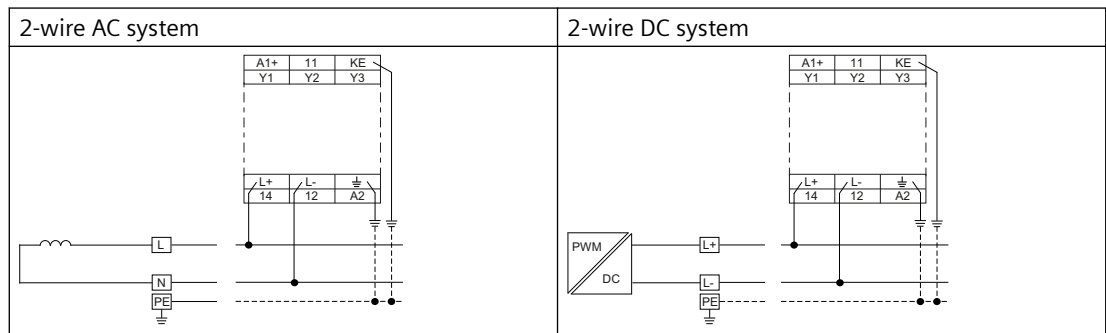 2-wire AC system
A1+ 11 KE
Y1 Y2 Y3
L+ L-
14 12 A2
L
N
PE
2-wire DC system
A1+ 11 KE
Y1 Y2 Y3
L+ L-
14 12 A2
PWM
DC
L+
L-
PE